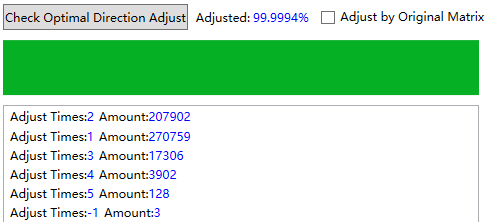 Check Optimal Direction Adjust Adjusted: 99.9994% Adjust by Original Matrix
Adjust Times:2 Amount:207902
Adjust Times:1 Amount:270759
Adjust Times:3 Amount:17306
Adjust Times:4 Amount:3902
Adjust Times:5 Amount:128
Adjust Times:-1 Amount:3